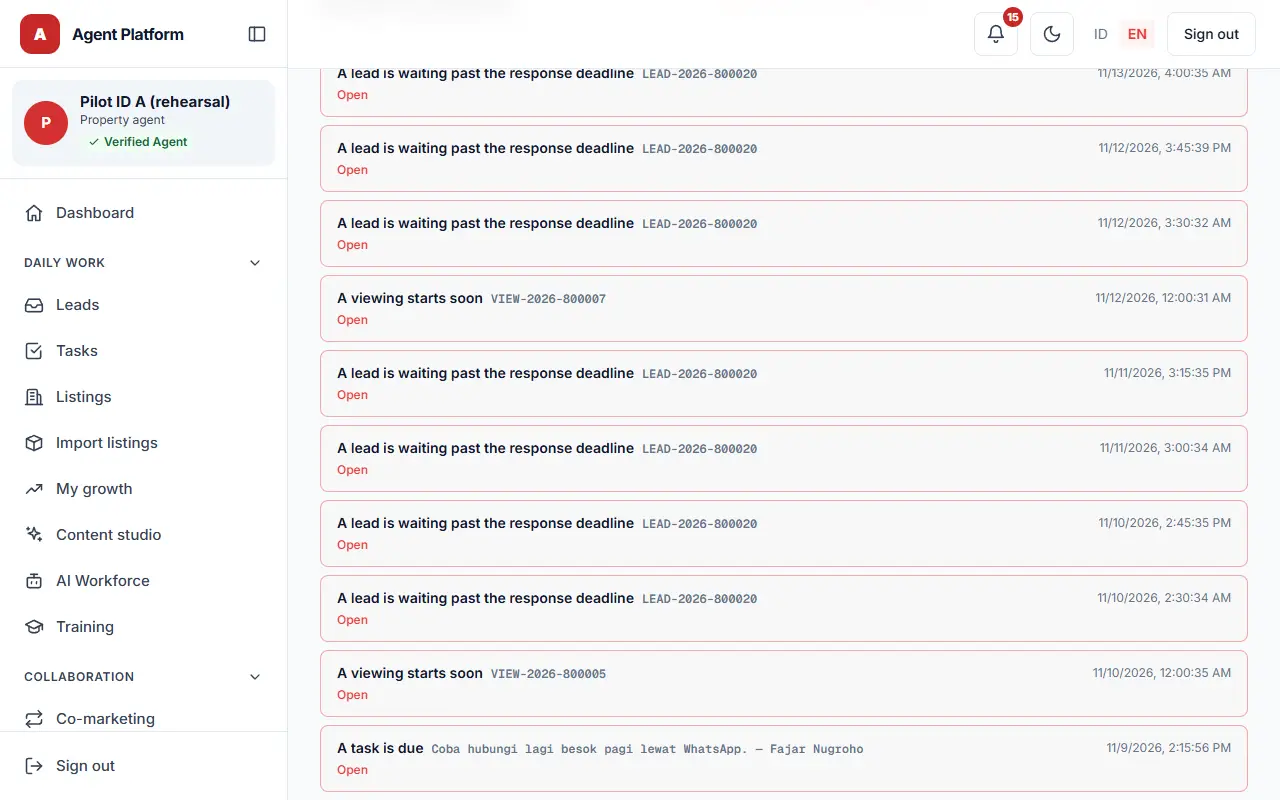 A Agent Platform
15
ID EN Sign out
P
Pilot ID A (rehearsal)
Property agent
Verified Agent
Dashboard
DAILY WORK
Leads
Tasks
Listings
Import listings
My growth
Content studio
AI Workforce
Training
COLLABORATION
Co-marketing
Sign out
A lead is waiting past the response deadline LEAD-2026-800020 11/13/2026, 4:00:35 AM
Open
A lead is waiting past the response deadline LEAD-2026-800020 11/12/2026, 3:45:39 PM
Open
A lead is waiting past the response deadline LEAD-2026-800020 11/12/2026, 3:30:32 AM
Open
A viewing starts soon VIEW-2026-800007 11/12/2026, 12:00:31 AM
Open
A lead is waiting past the response deadline LEAD-2026-800020 11/11/2026, 3:15:35 PM
Open
A lead is waiting past the response deadline LEAD-2026-800020 11/11/2026, 3:00:34 AM
Open
A lead is waiting past the response deadline LEAD-2026-800020 11/10/2026, 2:45:35 PM
Open
A lead is waiting past the response deadline LEAD-2026-800020 11/10/2026, 2:30:34 AM
Open
A viewing starts soon VIEW-2026-800005 11/10/2026, 12:00:35 AM
Open
A task is due Coba hubungi lagi besok pagi lewat WhatsApp. — Fajar Nugroho 11/9/2026, 2:15:56 PM
Open